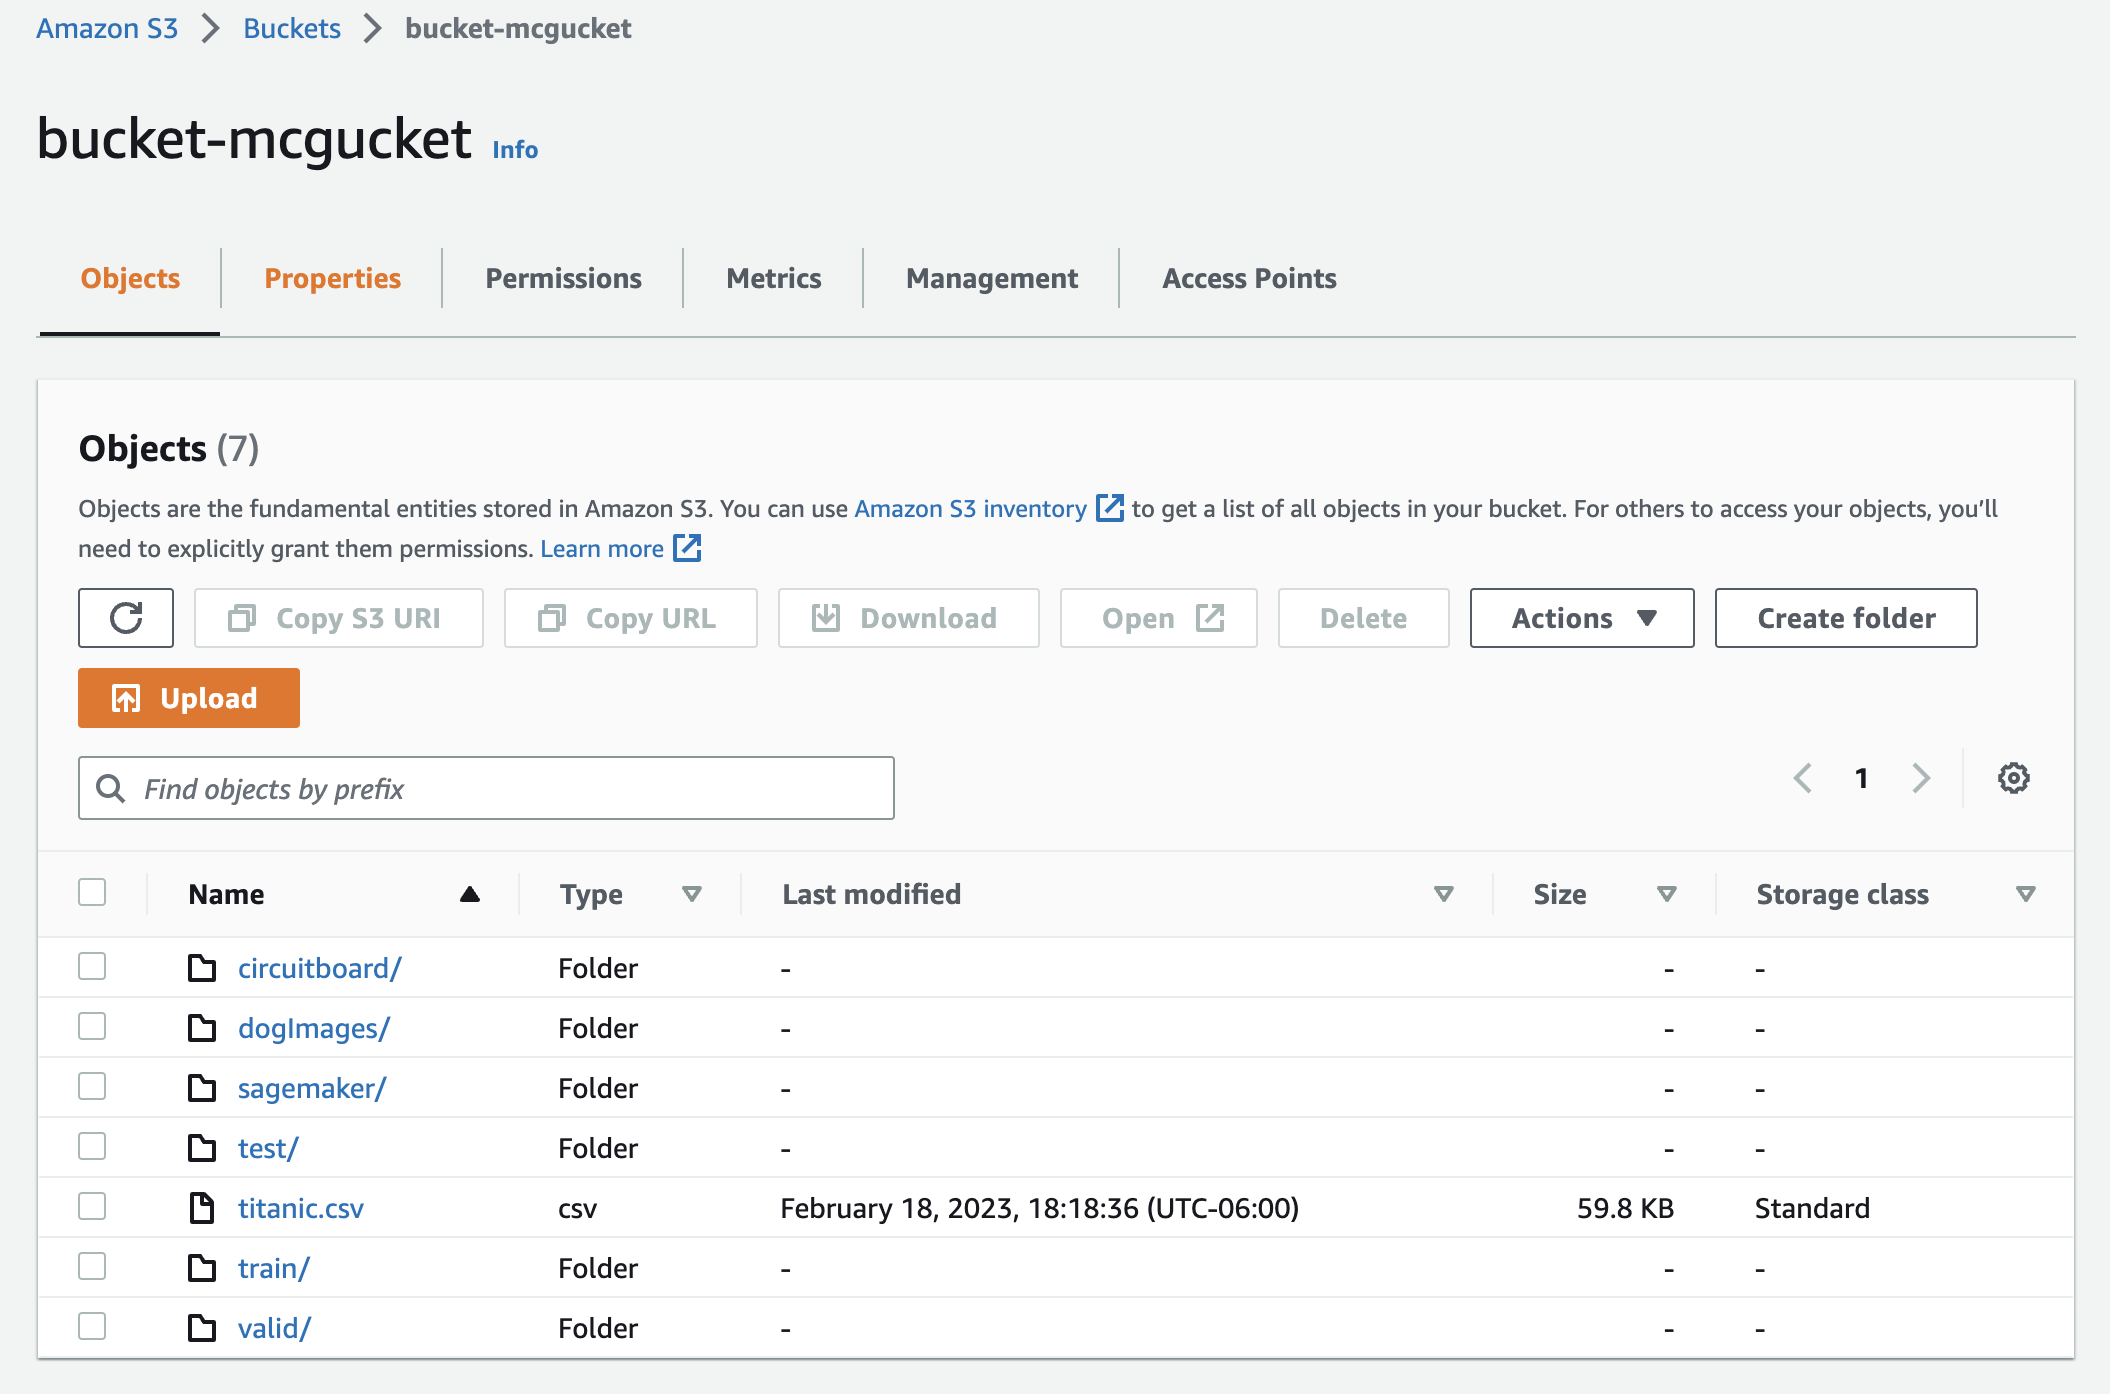 Amazon S3 > Buckets > bucket-mcgucket
bucket-mcgucket Info
Objects Properties Permissions Metrics Management Access Points
Objects (7)
Objects are the fundamental entities stored in Amazon S3. You can use Amazon S3 inventory to get a list of all objects in your bucket. For others to access your objects, you’ll
need to explicitly grant them permissions. Learn more
Copy S3 URI Copy URL Download Open Delete Actions Create folder
Upload
Find objects by prefix 1
Name Type Last modified Size Storage class
circuitboard/ Folder - - -
dogImages/ Folder - - -
sagemaker/ Folder - - -
test/ Folder - - -
titanic.csv csv February 18, 2023, 18:18:36 (UTC-06:00) 59.8 KB Standard
train/ Folder - - -
valid/ Folder - - -